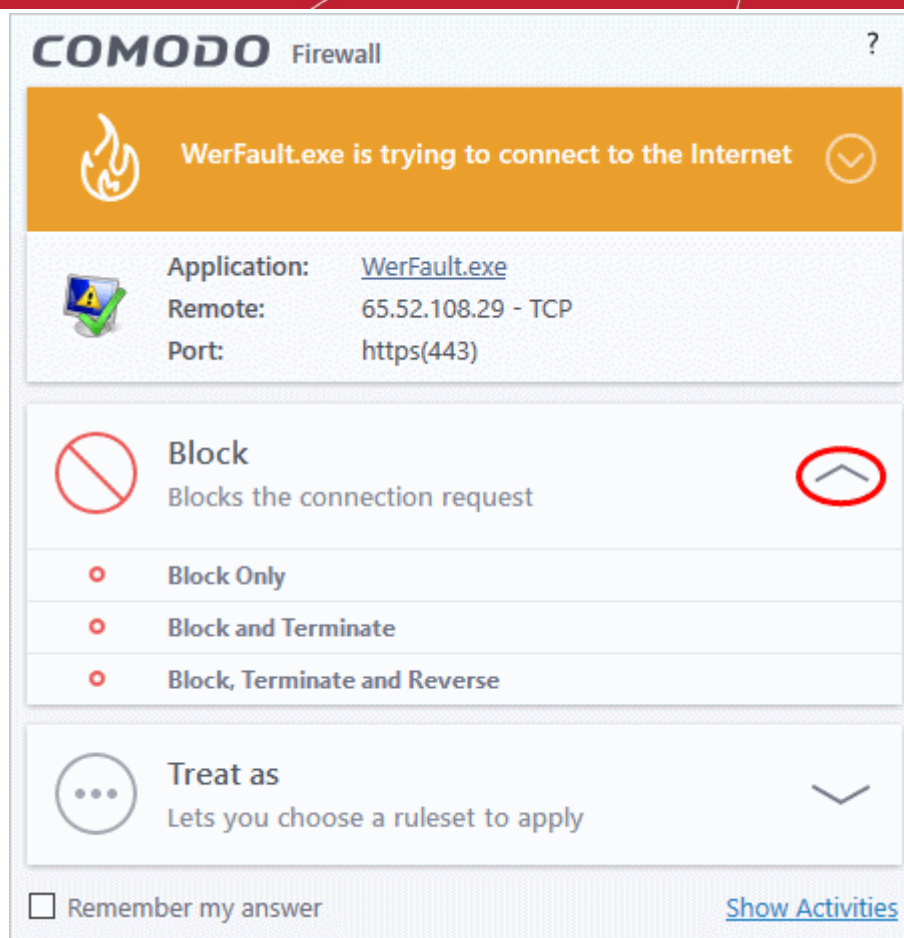 COMODO Firewall ?
WerFault.exe is trying to connect to the Internet
Application: WerFault.exe
Remote: 65.52.108.29 - TCP
Port: https(443)
Block
Blocks the connection request
Block Only
Block and Terminate
Block, Terminate and Reverse
Treat as
Lets you choose a ruleset to apply
Remember my answer Show Activities